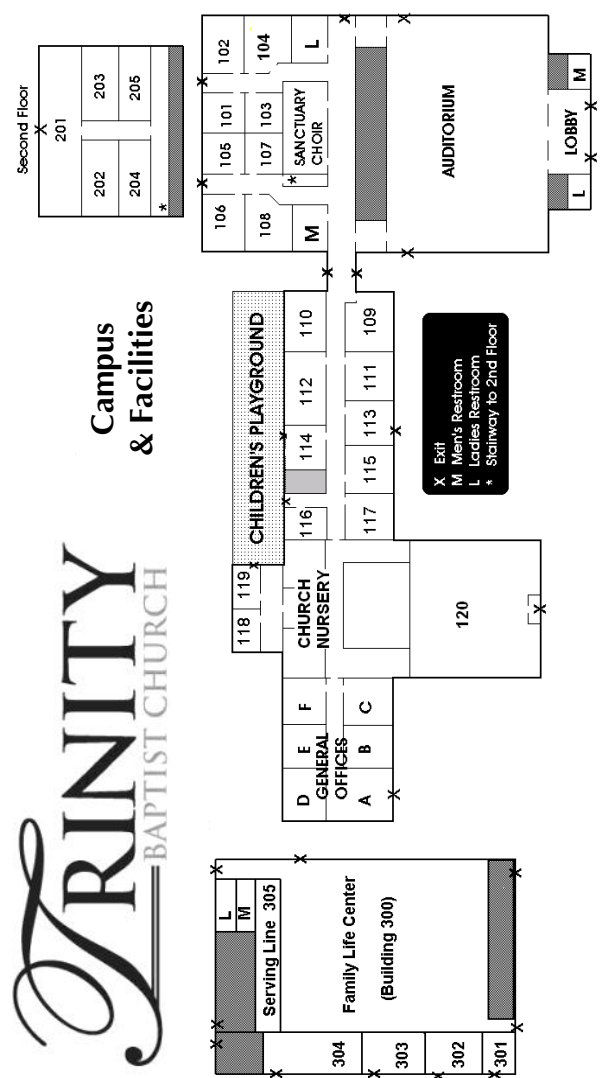 TRINITY
BAPTIST CHURCH
Campus
& Facilities
Second Floor
201
203
205
202
204
*
102
104
L
101
103
105
107
SANCTUARY
CHOIR
*
106
108
M
AUDITORIUM
LOBBY
M
L
CHILDREN'S PLAYGROUND
110
109
112
111
114
113
115
116
117
119
118
CHURCH
NURSERY
120
F
C
E
B
D
A
GENERAL
OFFICES
X Exit
M Men's Restroom
L Ladies Restroom
* Stairway to 2nd Floor
L
M
Serving Line 305
Family Life Center
(Building 300)
304
303
302
301